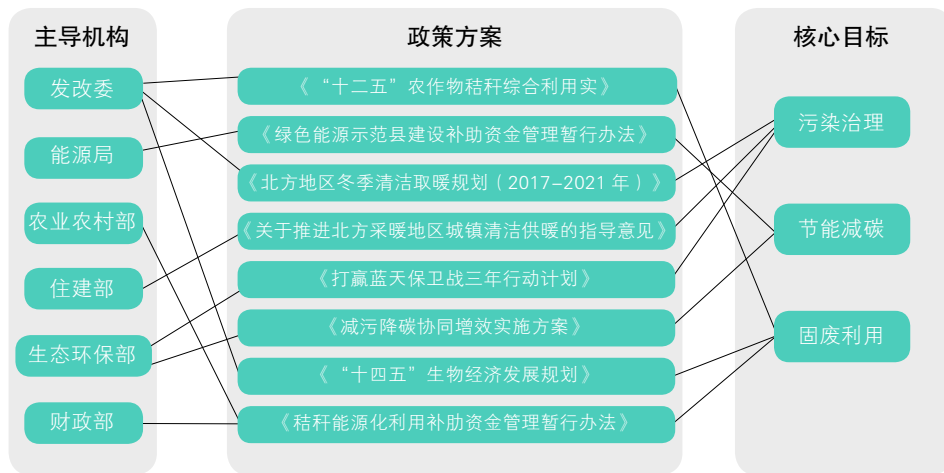 主导机构
发改委
能源局
农业农村部
住建部
生态环保部
财政部
政策方案
《“十二五”农作物秸秆综合利用实》
《绿色能源示范县建设补助资金管理暂行办法》
《北方地区冬季清洁取暖规划（2017-2021 年）》
《关于推进北方采暖地区城镇清洁供暖的指导意见》
《打赢蓝天保卫战三年行动计划》
《减污降碳协同增效实施方案》
《“十四五”生物经济发展规划》
《秸秆能源化利用补肋资金管理暂行办法》
核心目标
污染治理
节能减碳
固废利用